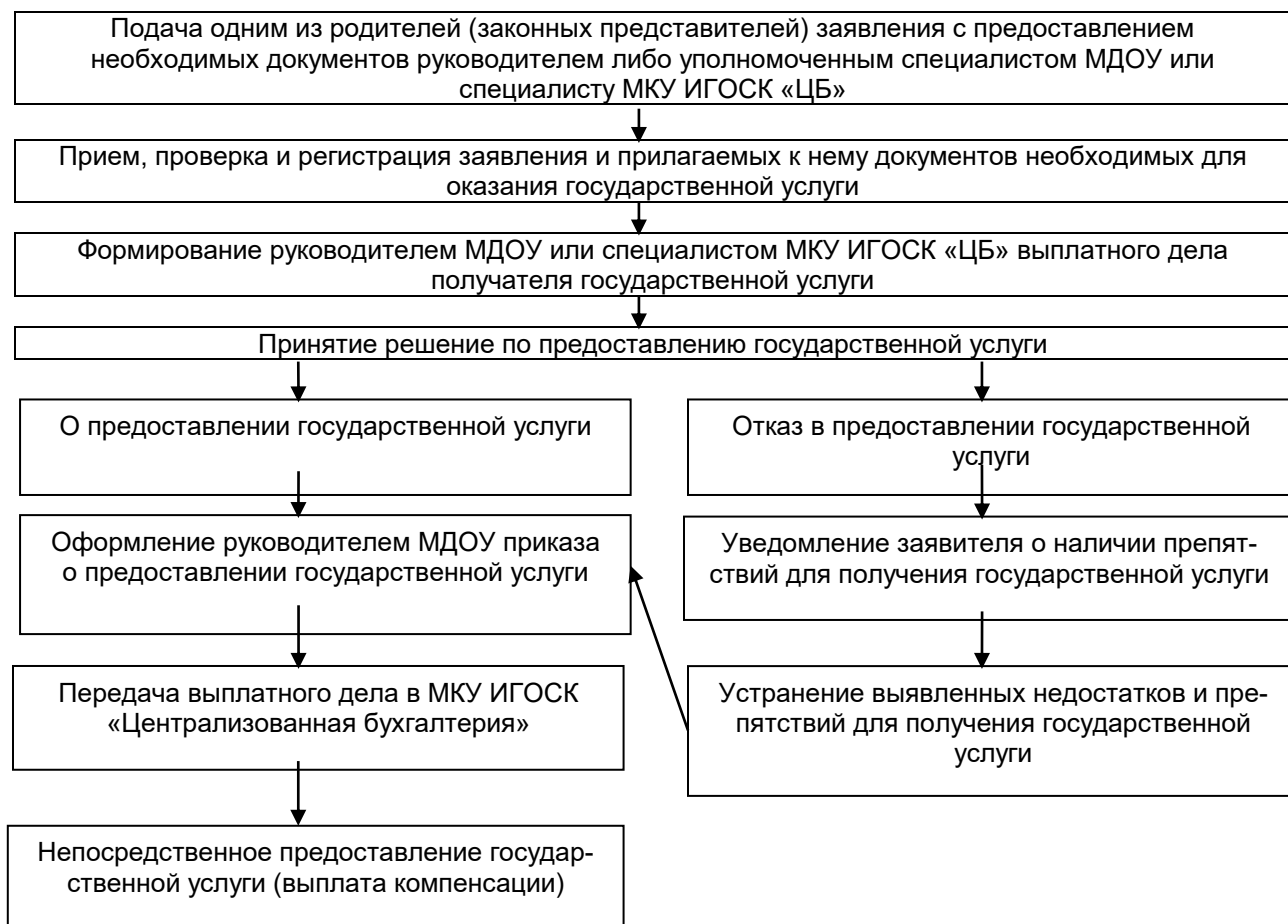 Подача одним из родителей (законных представителей) заявления с предоставлением
необходимых документов руководителем либо уполномоченным специалистом МДОУ или
специалисту МКУ ИГОСК «ЦБ»
Прием, проверка и регистрация заявления и прилагаемых к нему документов необходимых для
оказания государственной услуги
Формирование руководителем МДОУ или специалистом МКУ ИГОСК «ЦБ» выплатного дела
получателя государственной услуги
Принятие решение по предоставлению государственной услуги
О предоставлении государственной услуги
Отказ в предоставлении государственной
услуги
Оформление руководителем МДОУ приказа
о предоставлении государственной услуги
Уведомление заявителя о наличии препят-
ствий для получения государственной услуги
Передача выплатного дела в МКУ ИГОСК
«Централизованная бухгалтерия»
Устранение выявленных недостатков и пре-
пятствий для получения государственной
услуги
Непосредственное предоставление государ-
ственной услуги (выплата компенсации)